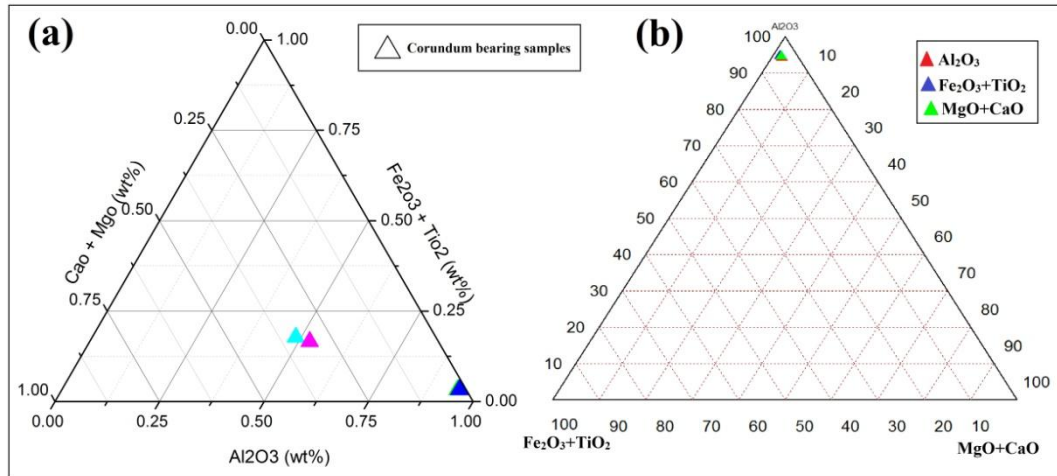 (a)
0.00
1.00
Corundum bearing samples
0.25
0.75
Cao + Mgo (wt%)
Fe2o3 + Tio2 (wt%)
0.50
0.50
0.75
0.25
1.00
0.00
0.00
0.25
0.50
0.75
1.00
Al2O3 (wt%)
(b)
Al2O3
100
10
90
20
80
30
70
40
60
50
50
60
40
70
30
80
20
90
10
100
Al₂O₃
Fe₂O₃+TiO₂
MgO+CaO
100 90 80 70 60 50 40 30 20 10
Fe₂O₃+TiO₂
MgO+CaO